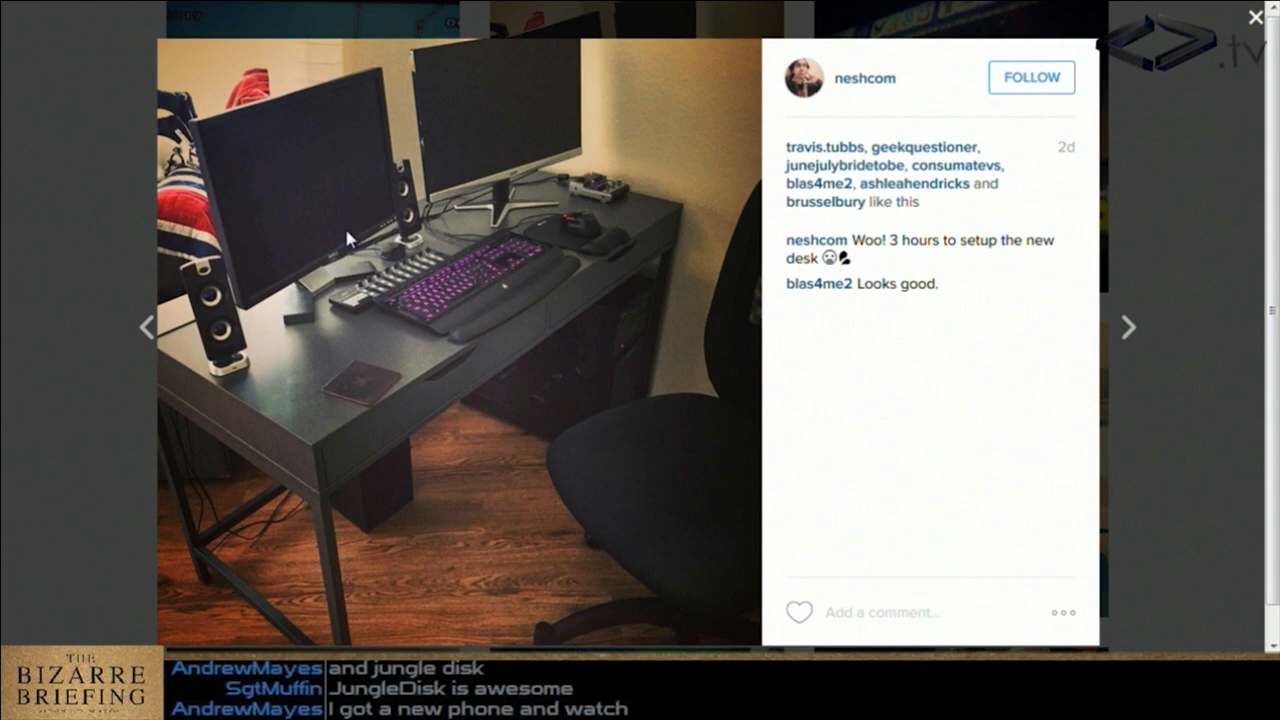 .tv
neshcom
FOLLOW
travis.tubbs, geekquestioner,
2d
junejulybridetobe, consumatevs,
blas4me2, ashleahendricks and
brusselbury like this
neshcom Woo! 3 hours to setup the new
desk
blas4me2 Looks good.
Add a comment...
THE
BIZARRE
BRIEFING
AndrewMayes and jungle disk
SgtMuffin JungleDisk is awesome
AndrewMayes I got a new phone and watch